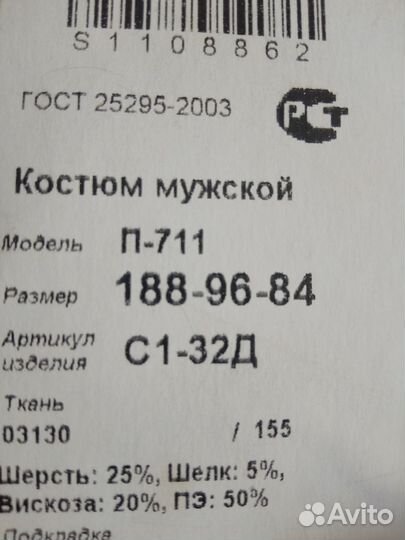 S1108862
ГОСТ 25295-2003 РСТ
Костюм мужской
Модель П-711
Размер 188-96-84
Артикул изделия С1-32Д
Ткань
03130 / 155
Шерсть: 25%, Шелк: 5%,
Вискоза: 20%, ПЭ: 50%
Подкладка
Avito